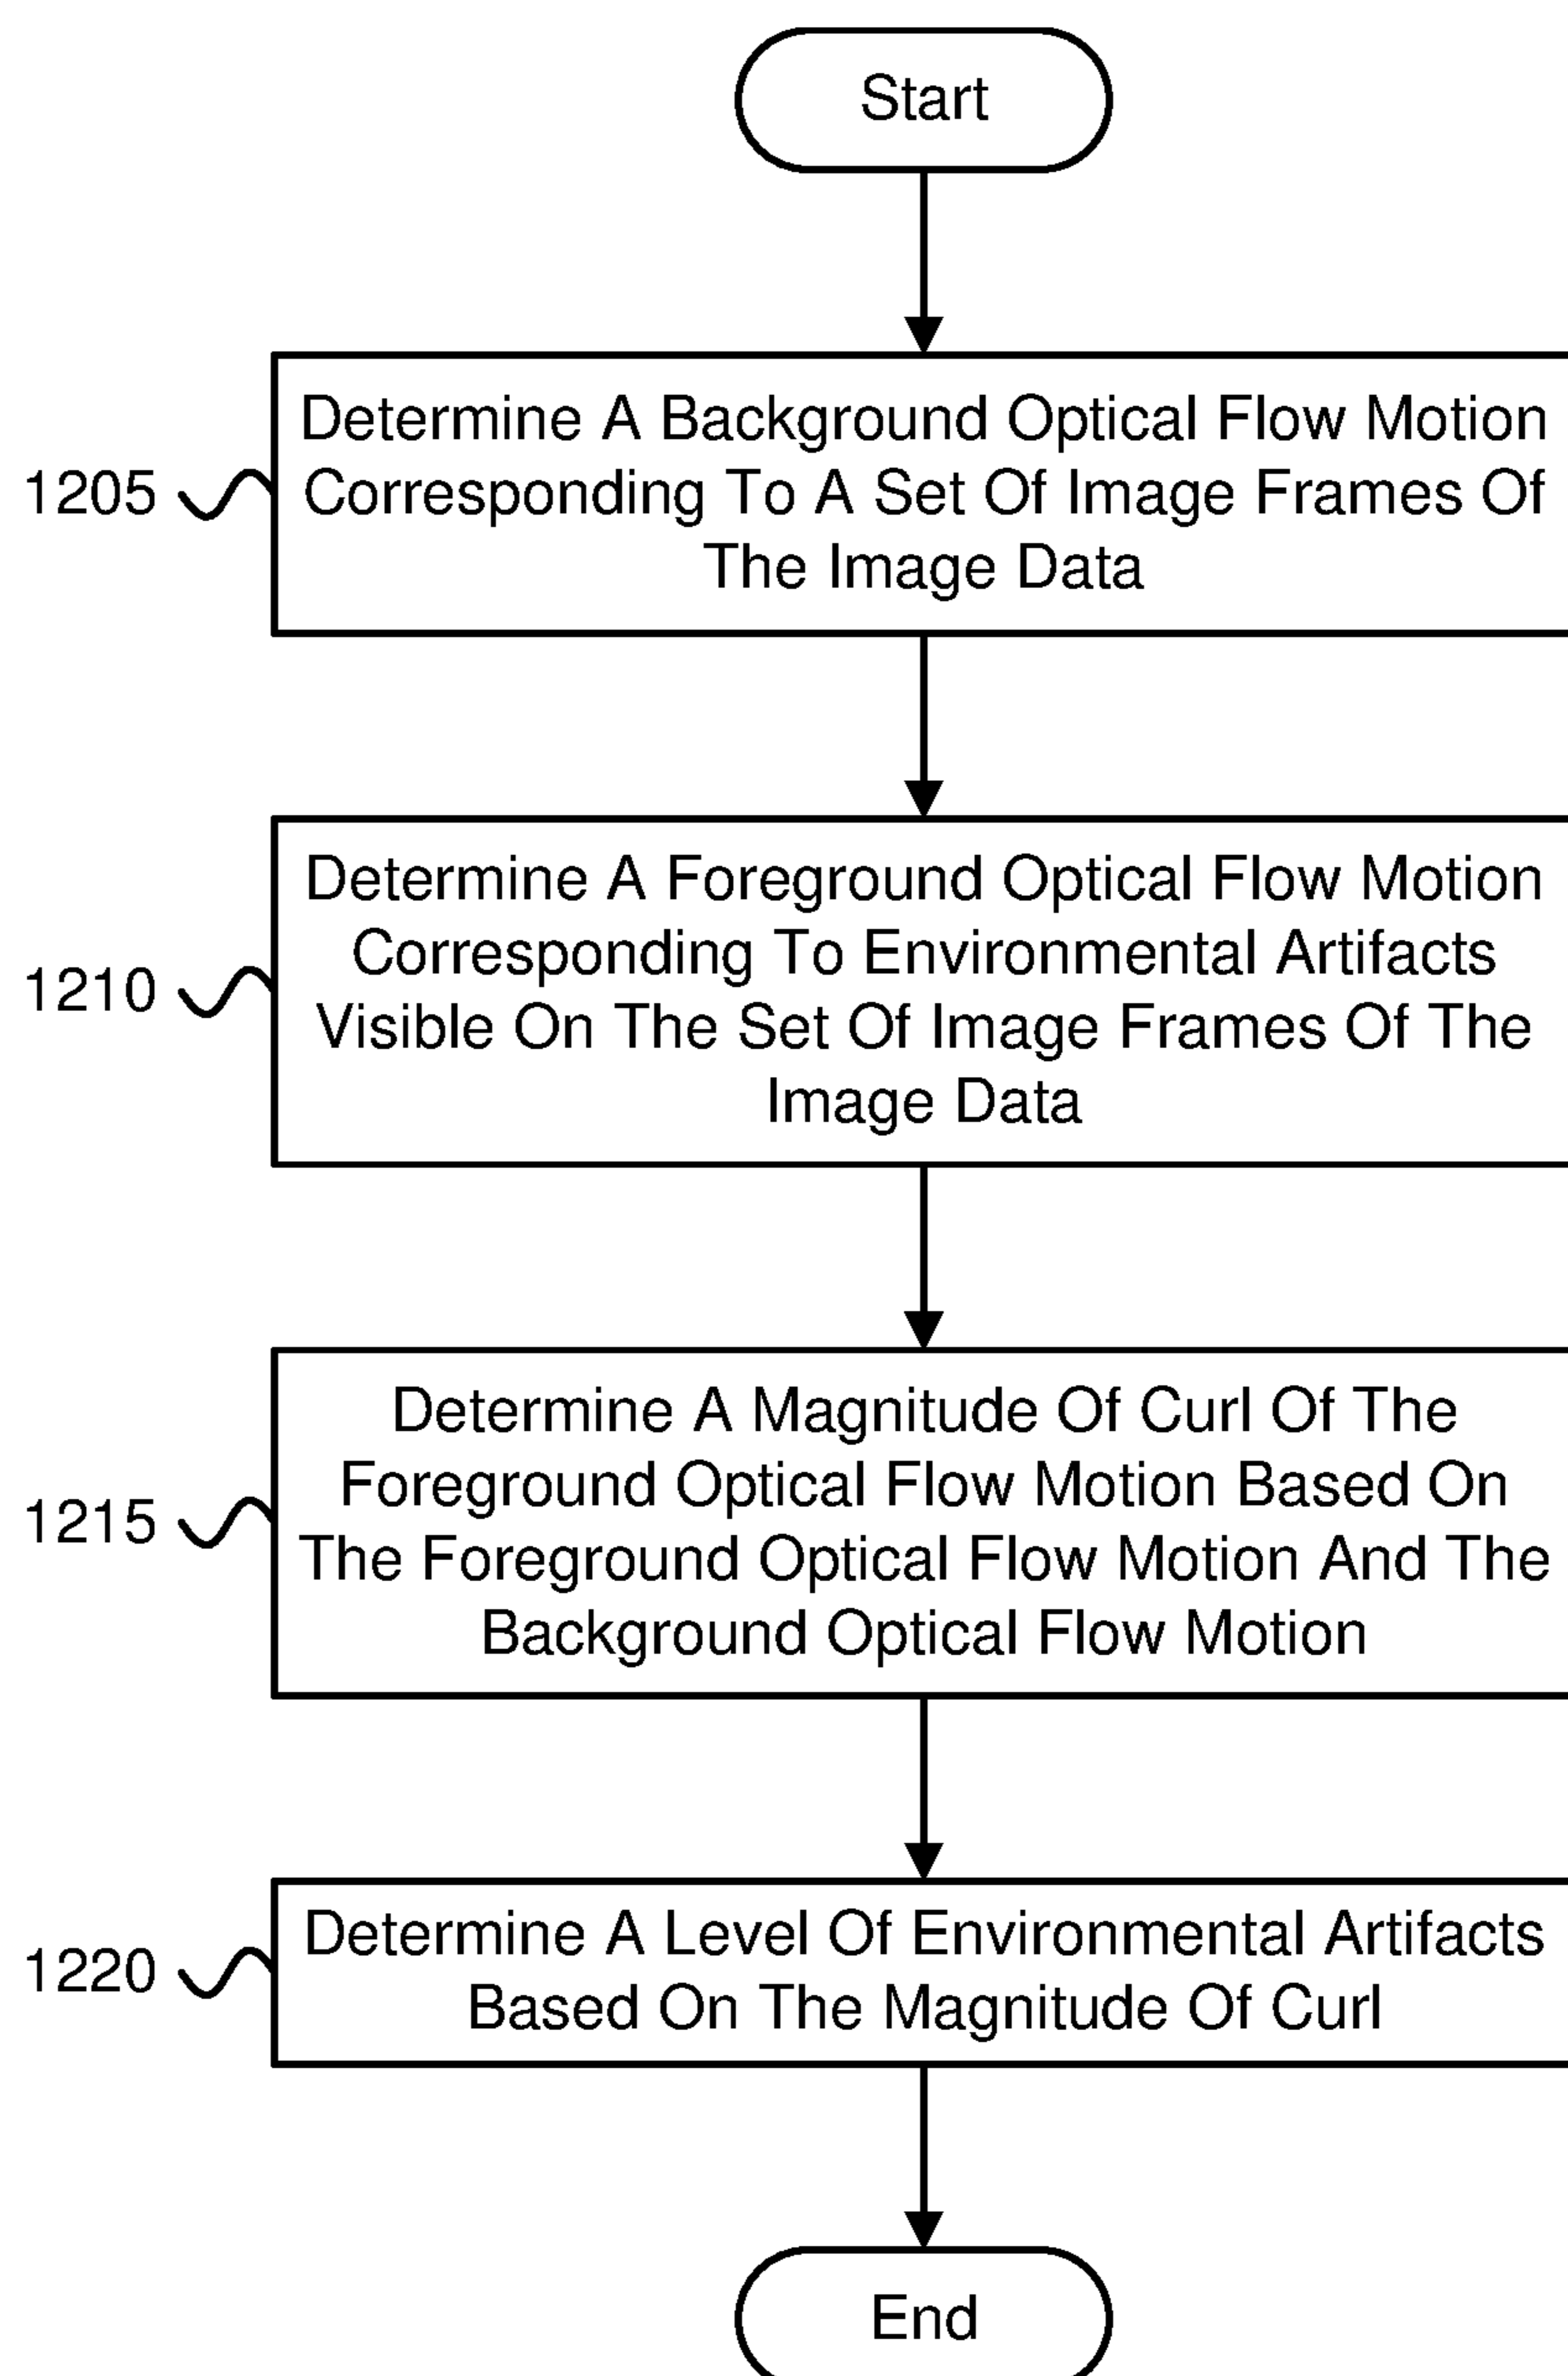 Start
Determine A Background Optical Flow Motion
Corresponding To A Set Of Image Frames Of
The Image Data
1205
Determine A Foreground Optical Flow Motion
Corresponding To Environmental Artifacts
Visible On The Set Of Image Frames Of The
Image Data
1210
Determine A Magnitude Of Curl Of The
Foreground Optical Flow Motion Based On
The Foreground Optical Flow Motion And The
Background Optical Flow Motion
1215
Determine A Level Of Environmental Artifacts
Based On The Magnitude Of Curl
1220
End